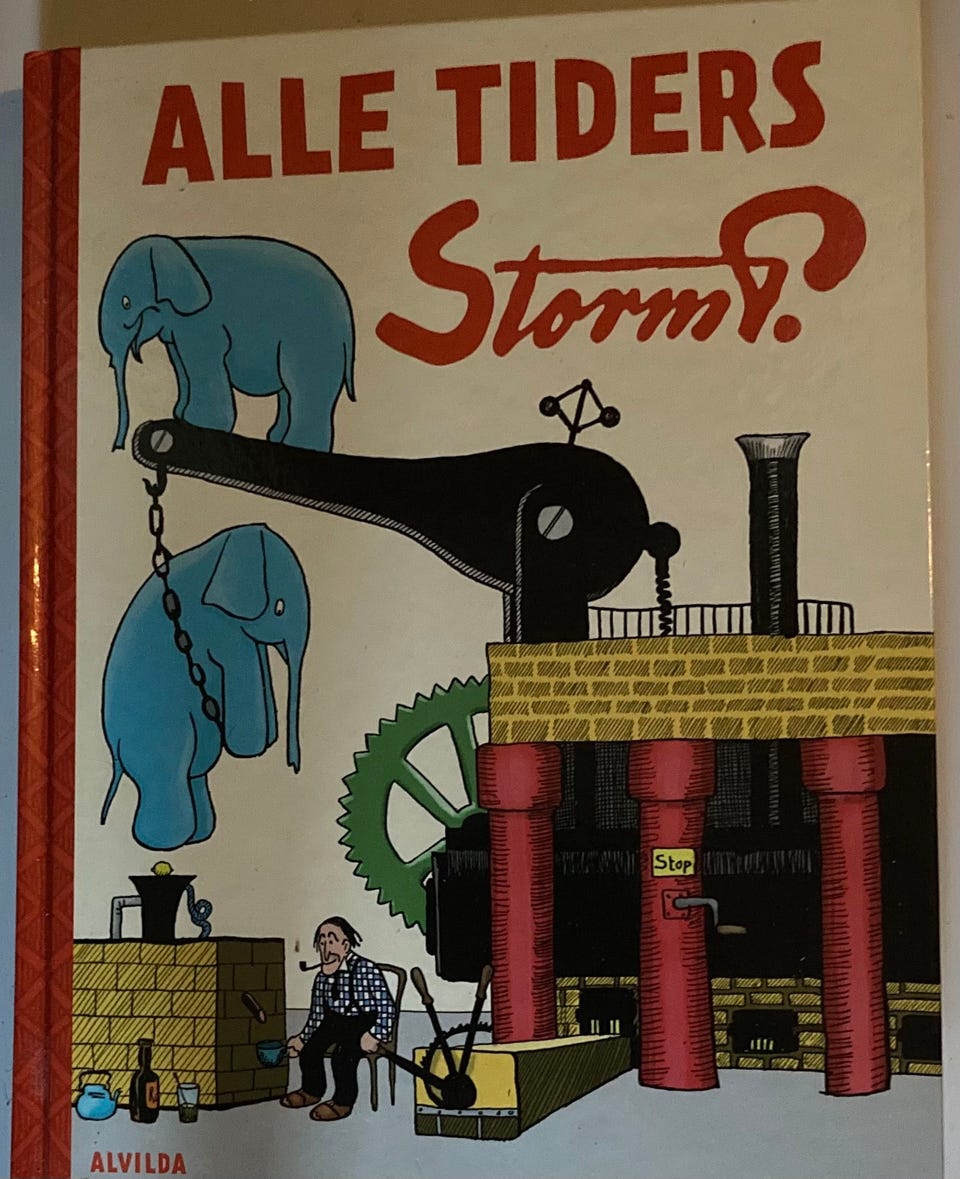 ALLE TIDERS
Storm P.
Stop
ALVILDA